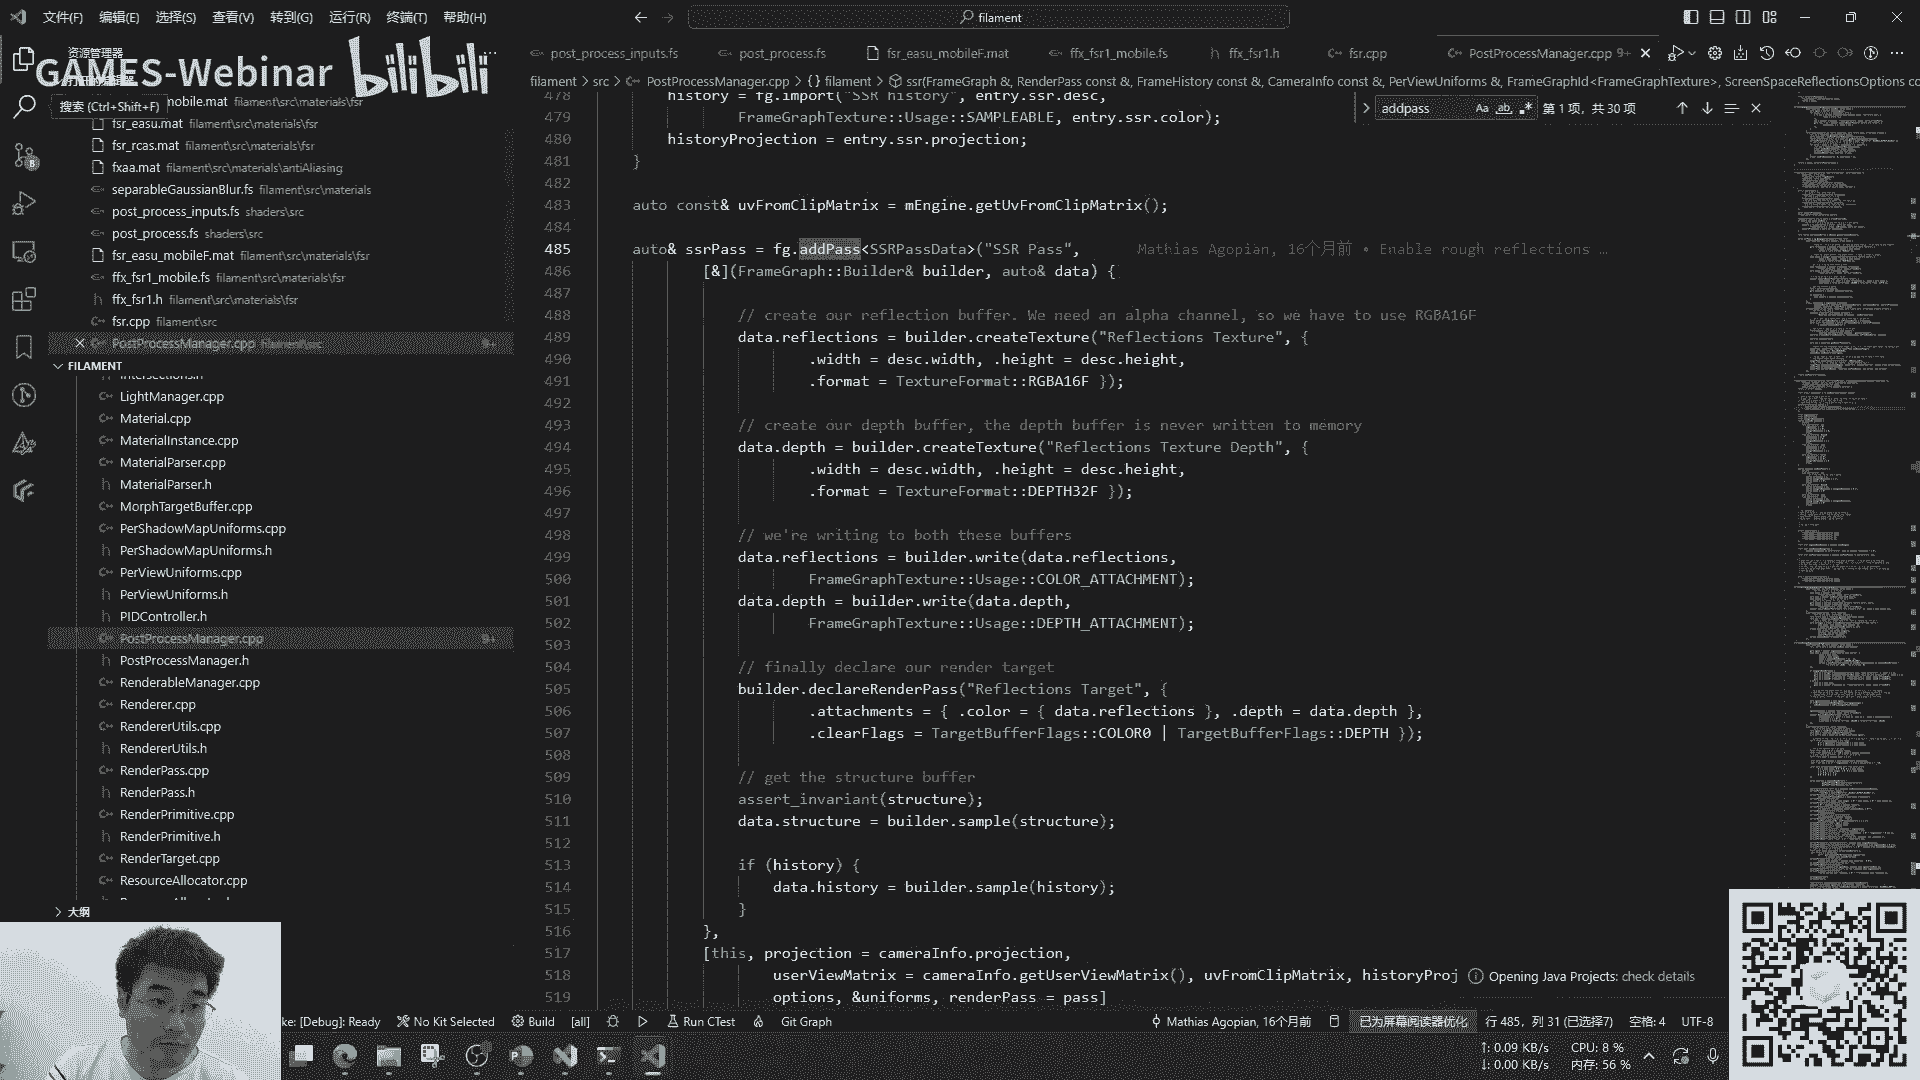 文件(F) 编辑(E) 选择(S) 查看(V) 转到(G) 运行(R) 终端(T) 帮助(H)
filament
资源管理器
GAMES-Webinar bilibili
搜索 (Ctrl+Shift+F)
mobile.mat filament\src\materials\fsr
fsr_easu.mat filament\src\materials\fsr
fsr_rcas.mat filament\src\materials\fsr
fxaa.mat filament\src\materials\antiAliasing
separableGaussianBlur.fs filament\src\materials
post_process_inputs.fs shaders\src
post_process.fs shaders\src
fsr_easu_mobileF.mat filament\src\materials\fsr
ffx_fsr1_mobile.fs filament\src\materials\fsr
ffx_fsr1.h filament\src\materials\fsr
fsr.cpp filament\src
PostProcessManager.cpp filament\src 9+
FILAMENT
Intersections.h
LightManager.cpp
Material.cpp
MaterialInstance.cpp
MaterialParser.cpp
MaterialParser.h
MorphTargetBuffer.cpp
PerShadowMapUniforms.cpp
PerShadowMapUniforms.h
PerViewUniforms.cpp
PerViewUniforms.h
PIDController.h
PostProcessManager.cpp 9+
PostProcessManager.h
RenderableManager.cpp
Renderer.cpp
RendererUtils.cpp
RendererUtils.h
RenderPass.cpp
RenderPass.h
RenderPrimitive.cpp
RenderPrimitive.h
RenderTarget.cpp
ResourceAllocator.cpp
大纲
post_process_inputs.fs post_process.fs fsr_easu_mobileF.mat ffx_fsr1_mobile.fs ffx_fsr1.h fsr.cpp PostProcessManager.cpp 9+
filament > src > PostProcessManager.cpp > {} filament > ssr(FrameGraph &, RenderPass const &, FrameHistory const &, CameraInfo const &, PerViewUniforms &, FrameGraphId<FrameGraphTexture>, ScreenSpaceReflectionsOptions co
addpass Aa ab 第 1 项, 共 30 项
478 history = fg.import("SSR history", entry.ssr.desc,
479 FrameGraphTexture::Usage::SAMPLEABLE, entry.ssr.color);
480 historyProjection = entry.ssr.projection;
481 }
482
483 auto const& uvFromClipMatrix = mEngine.getUvFromClipMatrix();
484
485 auto& ssrPass = fg.addPass<SSRPassData>("SSR Pass", Mathias Agopian, 16个月前 • Enable rough reflections …
486 [&](FrameGraph::Builder& builder, auto& data) {
487
488 // create our reflection buffer. We need an alpha channel, so we have to use RGBA16F
489 data.reflections = builder.createTexture("Reflections Texture", {
490 .width = desc.width, .height = desc.height,
491 .format = TextureFormat::RGBA16F });
492
493 // create our depth buffer, the depth buffer is never written to memory
494 data.depth = builder.createTexture("Reflections Texture Depth", {
495 .width = desc.width, .height = desc.height,
496 .format = TextureFormat::DEPTH32F });
497
498 // we're writing to both these buffers
499 data.reflections = builder.write(data.reflections,
500 FrameGraphTexture::Usage::COLOR_ATTACHMENT);
501 data.depth = builder.write(data.depth,
502 FrameGraphTexture::Usage::DEPTH_ATTACHMENT);
503
504 // finally declare our render target
505 builder.declareRenderPass("Reflections Target", {
506 .attachments = { .color = { data.reflections }, .depth = data.depth },
507 .clearFlags = TargetBufferFlags::COLOR0 | TargetBufferFlags::DEPTH });
508
509 // get the structure buffer
510 assert_invariant(structure);
511 data.structure = builder.sample(structure);
512
513 if (history) {
514 data.history = builder.sample(history);
515 }
516 },
517 [this, projection = cameraInfo.projection,
518 userViewMatrix = cameraInfo.getUserViewMatrix(), uvFromClipMatrix, historyProj
519 options, &uniforms, renderPass = pass]
Opening Java Projects: check details
ke: [Debug]: Ready No Kit Selected Build [all] Run CTest Git Graph Mathias Agopian, 16个月前 已为屏幕阅读器优化 行 485, 列 31 (已选择7) 空格: 4 UTF-8
↑: 0.09 KB/s CPU: 8 %
↓: 0.00 KB/s 内存: 56 %